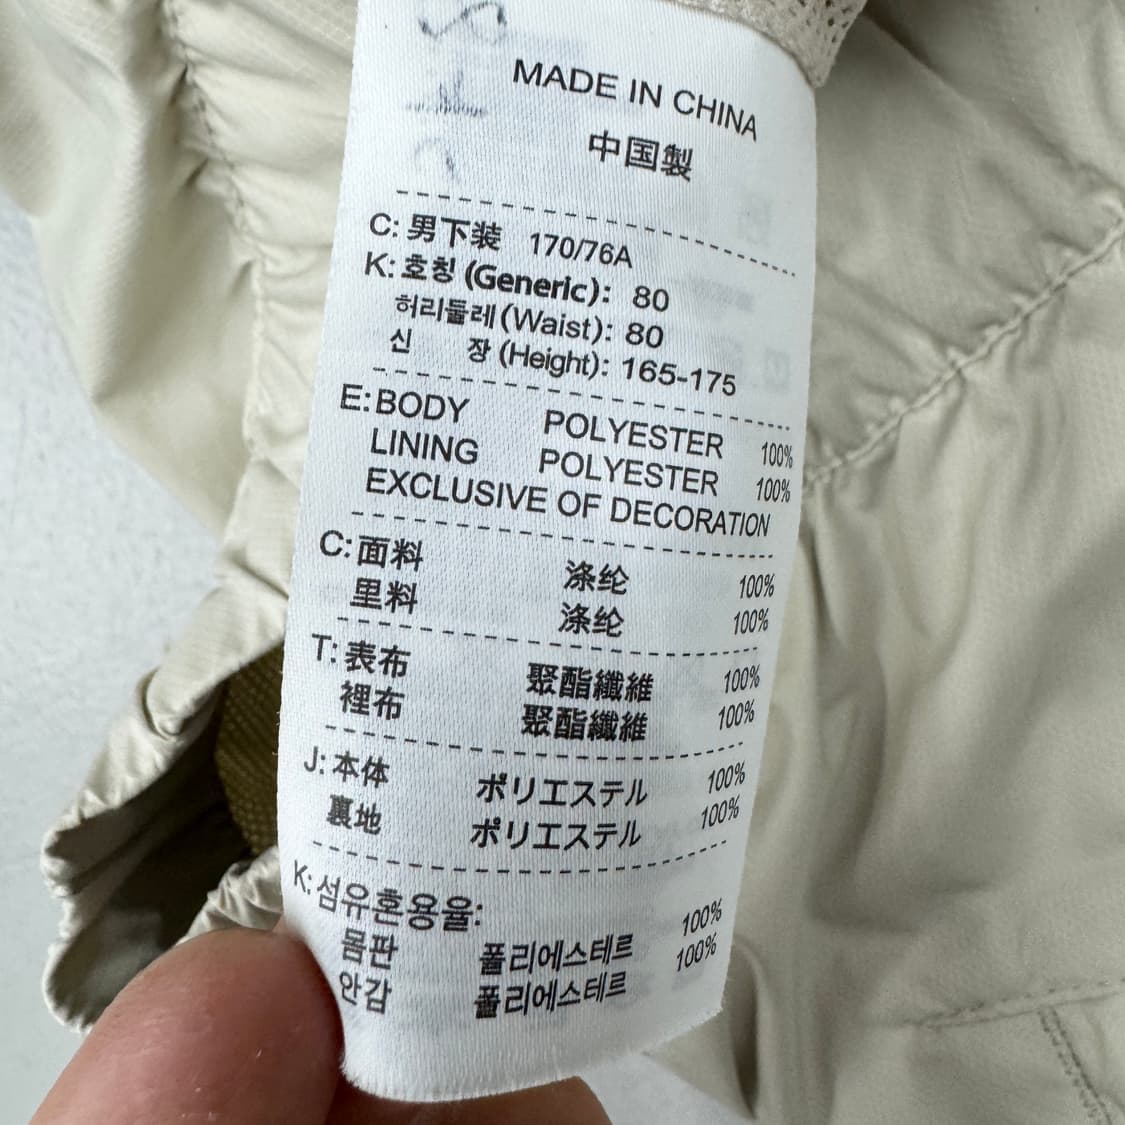 MADE IN CHINA
中国製
C: 男下装 170/76A
K: 호칭 (Generic): 80
허리둘레 (Waist): 80
신 장 (Height): 165-175
E: BODY POLYESTER 100%
LINING POLYESTER 100%
EXCLUSIVE OF DECORATION
C: 面料 涤纶 100%
里料 涤纶 100%
T: 表布 聚酯纖維 100%
裡布 聚酯纖維 100%
J: 本体 ポリエステル 100%
裏地 ポリエステル 100%
K: 섬유혼용율:
몸판 폴리에스테르 100%
안감 폴리에스테르 100%